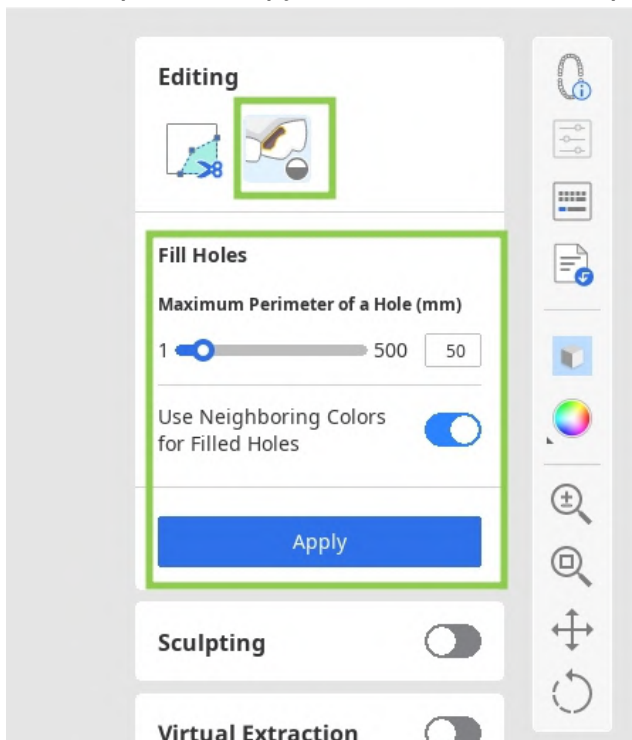 Editing
Fill Holes
Maximum Perimeter of a Hole (mm)
1 500 50
Use Neighboring Colors
for Filled Holes
Apply
Sculpting
Virtual Extraction